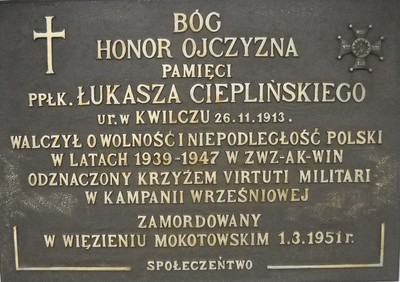 BÓG
HONOR OJCZYZNA
PAMIĘCI
PPŁK. ŁUKASZA CIEPLIŃSKIEGO
ur. w KWILCZU 26.11.1913.
WALCZYŁ O WOLNOŚĆ I NIEPODLEGŁOŚĆ POLSKI
W LATACH 1939-1947 W ZWZ-AK-WIN
ODZNACZONY KRZYŻEM VIRTUTI MILITARI
W KAMPANII WRZEŚNIOWEJ
ZAMORDOWANY
W WIĘZIENIU MOKOTOWSKIM 1.3.1951 r.
SPOŁECZEŃTWO